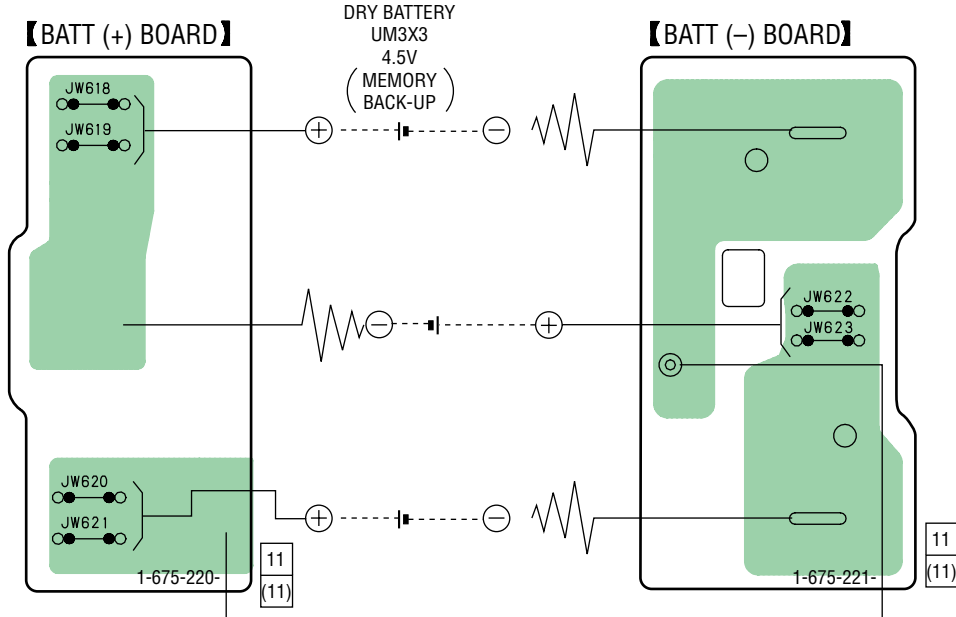 【BATT (+) BOARD】
DRY BATTERY
UM3X3
4.5V
(MEMORY
BACK-UP)
【BATT (–) BOARD】
JW618
JW619
+
–
–
+
JW622
JW623
JW620
JW621
+
–
1-675-220-
11
(11)
1-675-221-
11
(11)